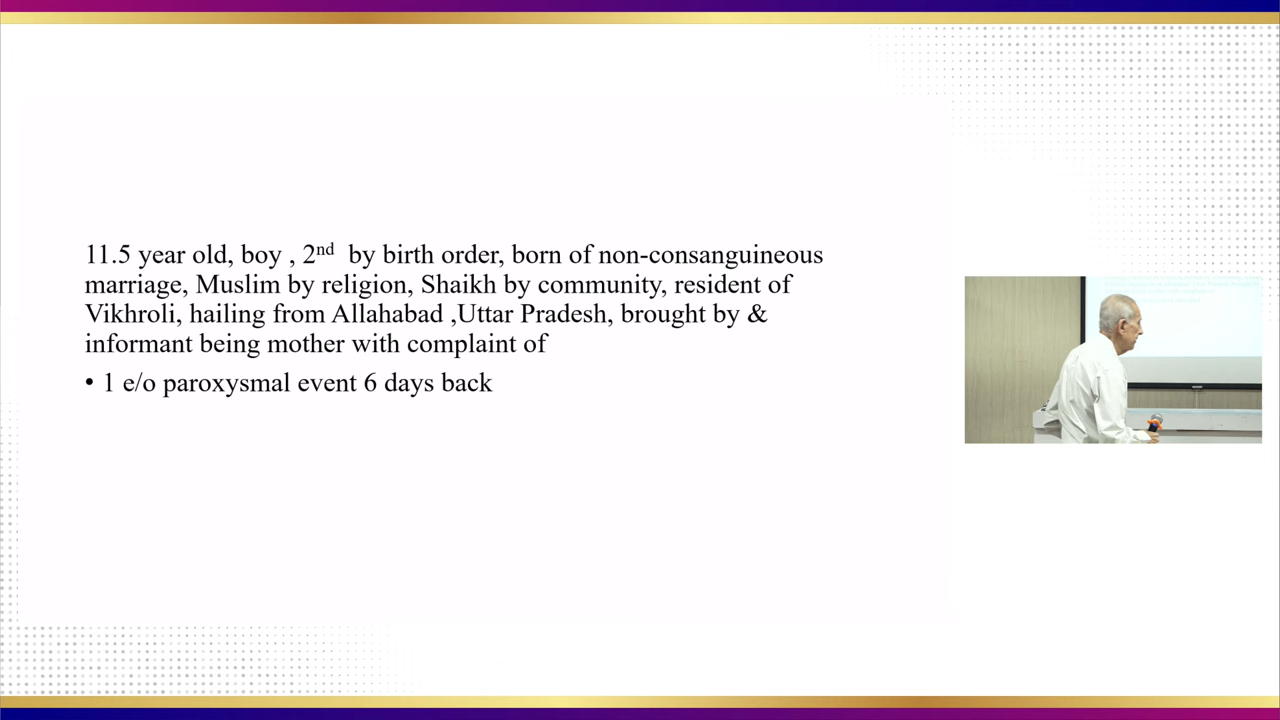 11.5 year old, boy , 2nd by birth order, born of non-consanguineous
marriage, Muslim by religion, Shaikh by community, resident of
Vikhroli, hailing from Allahabad ,Uttar Pradesh, brought by &
informant being mother with complaint of
• 1 e/o paroxysmal event 6 days back